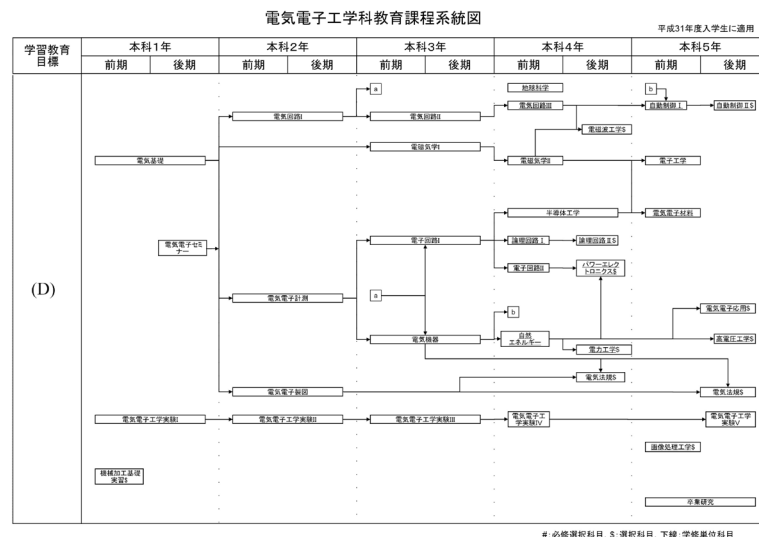 電気電子工学科教育課程系統図
平成31年度入学生に適用
学習教育
目標
本科1年
本科2年
本科3年
本科4年
本科5年
前期
後期
前期
後期
前期
後期
前期
後期
前期
後期
(D)
a
地球科学
b
電気回路I
電気回路II
電気回路III
自動制御Ⅰ
自動制御ⅡS
電磁波工学S
電磁気学I
電気基礎
電磁気学II
電子工学
半導体工学
電気電子材料
電気電子セミ
ナー
電子回路I
論理回路Ⅰ
論理回路ⅡS
電子回路II
パワーエレク
トロニクスS
a
電気電子計測
b
電気電子応用S
電気機器
自然
エネルギー
高電圧工学S
電力工学S
電気法規S
電気電子製図
電気法規S
電気電子工学実験I
電気電子工学実験II
電気電子工学実験III
電気電子工
学実験IV
電気電子工学
実験V
画像処理工学S
機械加工基礎
実習S
卒業研究
#:必修選択科目, S:選択科目, 下線:学修単位科目